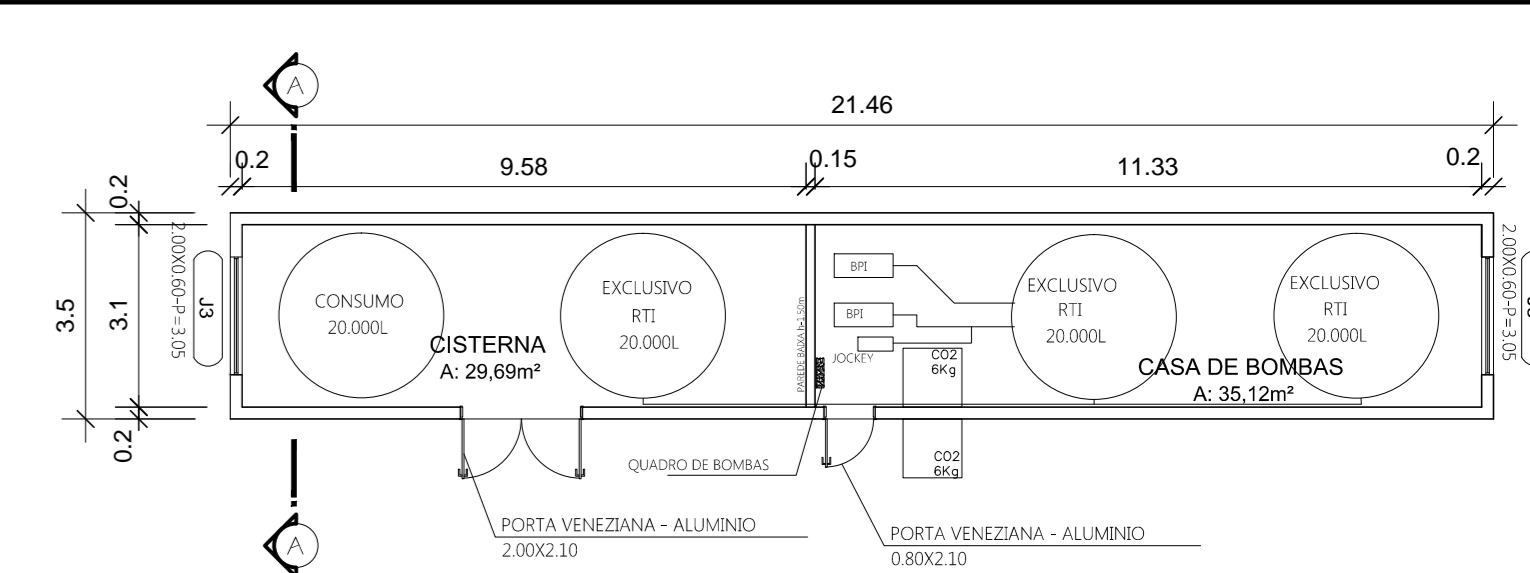 A
21.46
0.2
9.58
0.15
11.33
0.2
0.2
3.1
0.2
3.5
2.00X0.60-P=3.05
J3
CONSUMO
20.000L
CISTERNA
A: 29,69m²
EXCLUSIVO
RTI
20.000L
PAREDE BAIXA h-1.50m
BPI
BPI
JOCKEY
CO2
6Kg
EXCLUSIVO
RTI
20.000L
EXCLUSIVO
RTI
20.000L
CASA DE BOMBAS
A: 35,12m²
2.00X0.60-P=3.05
QUADRO DE BOMBAS
CO2
6Kg
PORTA VENEZIANA - ALUMINIO
2.00X2.10
PORTA VENEZIANA - ALUMINIO
0.80X2.10
A